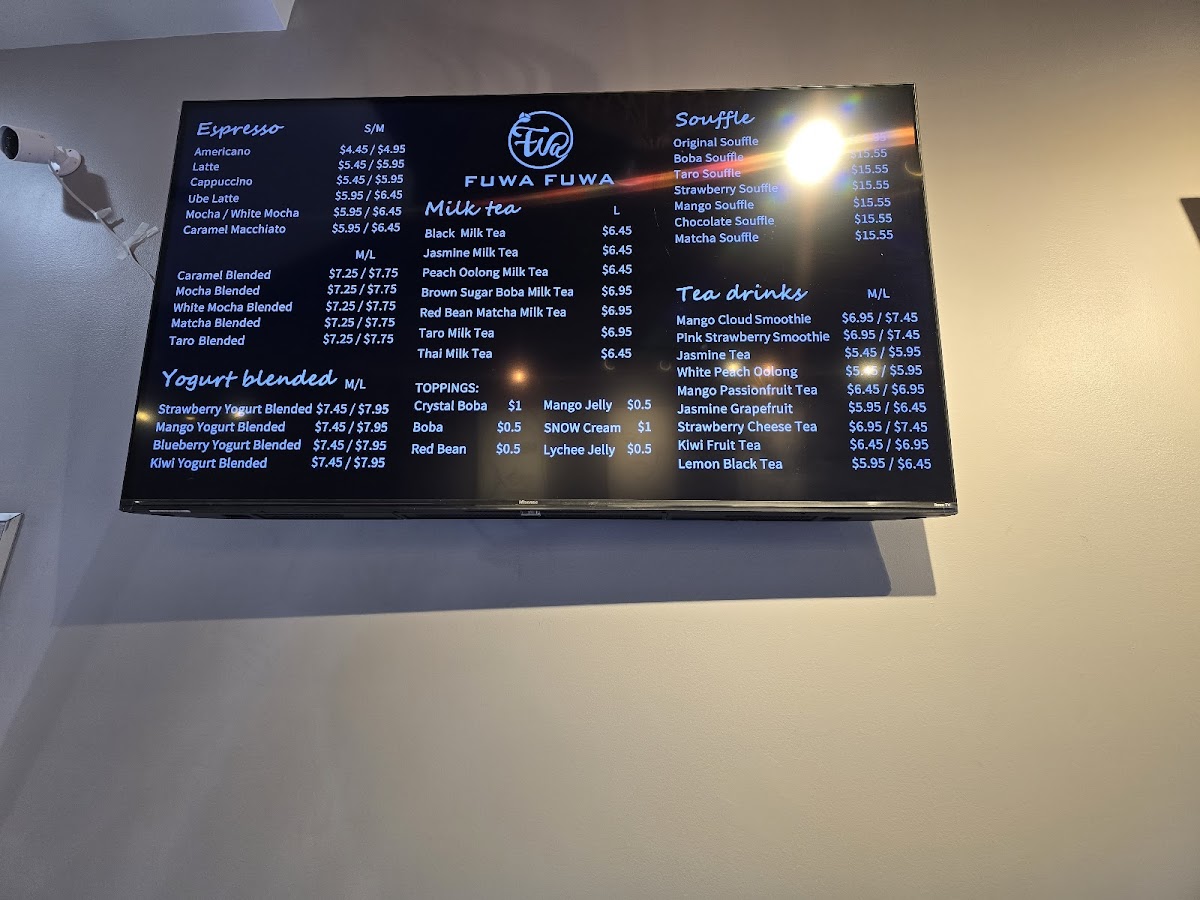 Espresso S/M
Americano $4.45 / $4.95
Latte $5.45 / $5.95
Cappuccino $5.45 / $5.95
Ube Latte $5.95 / $6.45
Mocha / White Mocha $5.95 / $6.45
Caramel Macchiato $5.95 / $6.45
M/L
Caramel Blended $7.25 / $7.75
Mocha Blended $7.25 / $7.75
White Mocha Blended $7.25 / $7.75
Matcha Blended $7.25 / $7.75
Taro Blended $7.25 / $7.75
Yogurt blended M/L
Strawberry Yogurt Blended $7.45 / $7.95
Mango Yogurt Blended $7.45 / $7.95
Blueberry Yogurt Blended $7.45 / $7.95
Kiwi Yogurt Blended $7.45 / $7.95
FUWA FUWA
Milk tea L
Black Milk Tea $6.45
Jasmine Milk Tea $6.45
Peach Oolong Milk Tea $6.45
Brown Sugar Boba Milk Tea $6.95
Red Bean Matcha Milk Tea $6.95
Taro Milk Tea $6.95
Thai Milk Tea $6.45
TOPPINGS:
Crystal Boba $1 Mango Jelly $0.5
Boba $0.5 SNOW Cream $1
Red Bean $0.5 Lychee Jelly $0.5
Souffle
Original Souffle
Boba Souffle $15.55
Taro Souffle $15.55
Strawberry Souffle $15.55
Mango Souffle $15.55
Chocolate Souffle $15.55
Matcha Souffle $15.55
Tea drinks M/L
Mango Cloud Smoothie $6.95 / $7.45
Pink Strawberry Smoothie $6.95 / $7.45
Jasmine Tea $5.45 / $5.95
White Peach Oolong $5.45 / $5.95
Mango Passionfruit Tea $6.45 / $6.95
Jasmine Grapefruit $5.95 / $6.45
Strawberry Cheese Tea $6.95 / $7.45
Kiwi Fruit Tea $6.45 / $6.95
Lemon Black Tea $5.95 / $6.45
Hisense